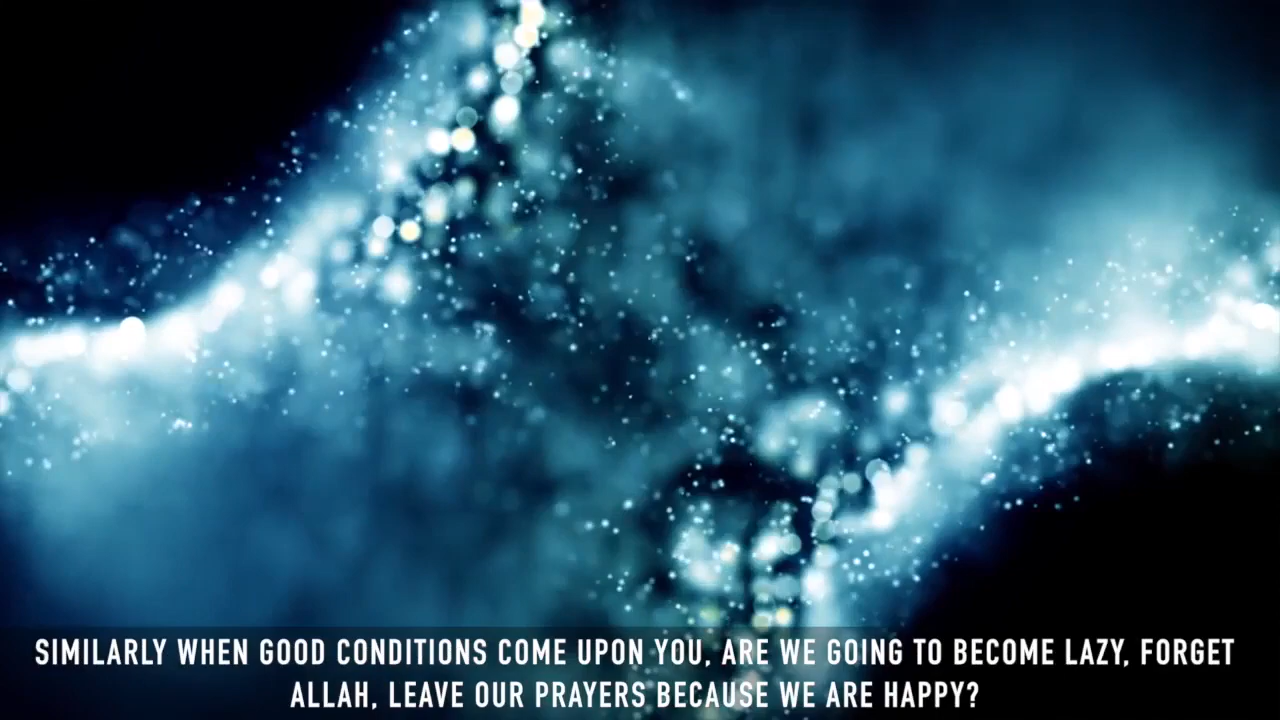 SIMILARLY WHEN GOOD CONDITIONS COME UPON YOU, ARE WE GOING TO BECOME LAZY, FORGET
ALLAH, LEAVE OUR PRAYERS BECAUSE WE ARE HAPPY?